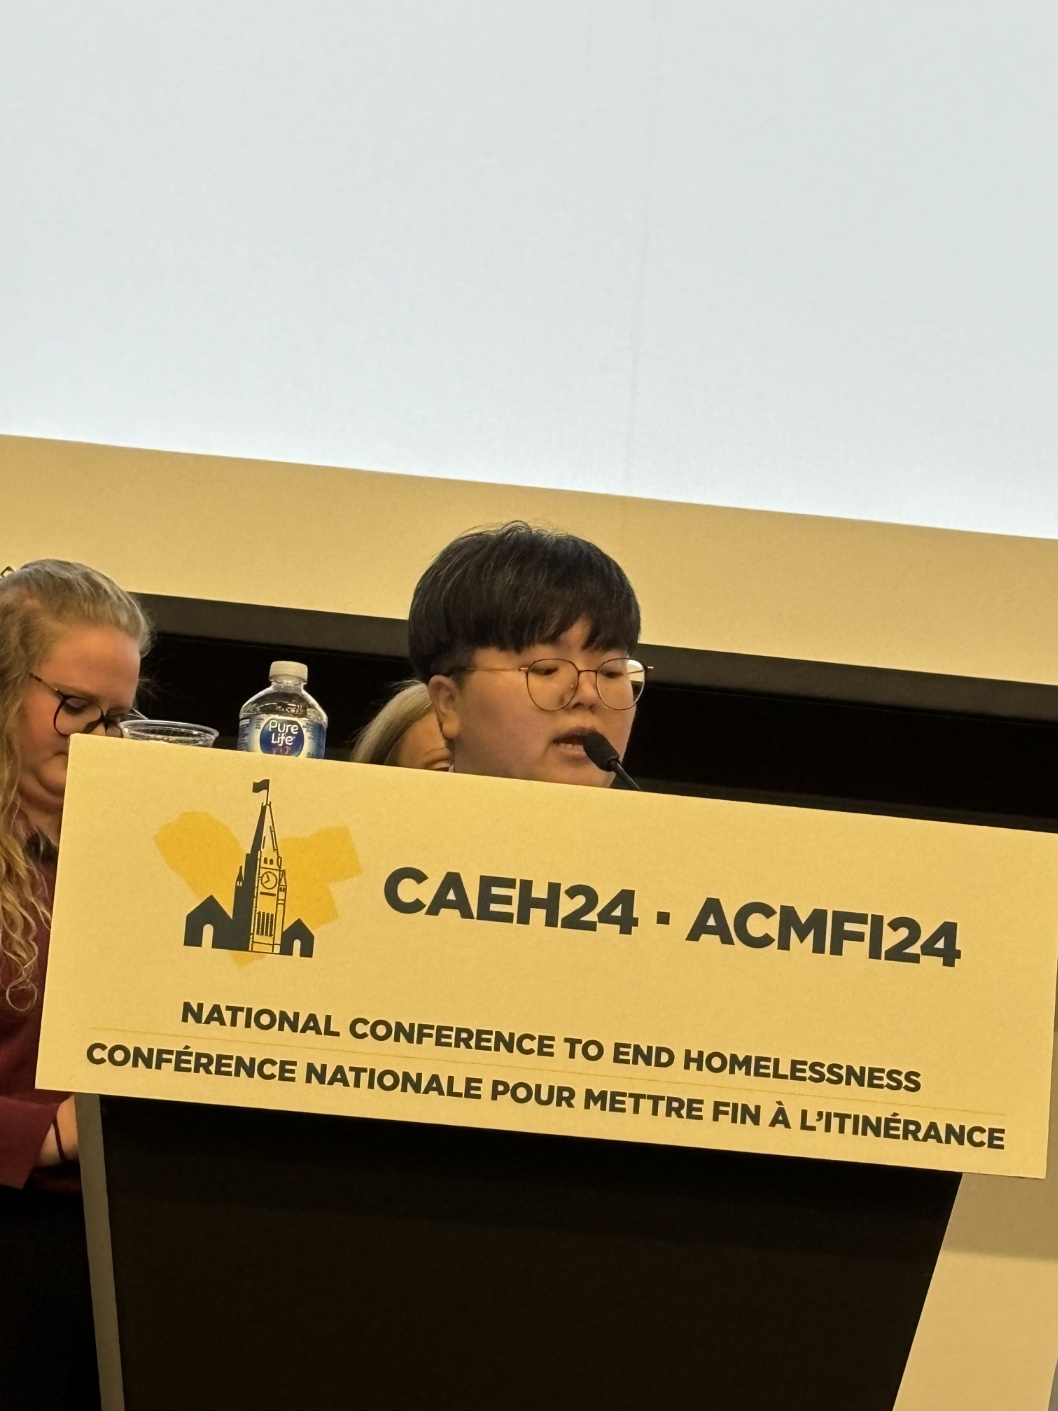 Pure
Life
CAEH24 · ACMFI24
NATIONAL CONFERENCE TO END HOMELESSNESS
CONFÉRENCE NATIONALE POUR METTRE FIN À L'ITINÉRANCE